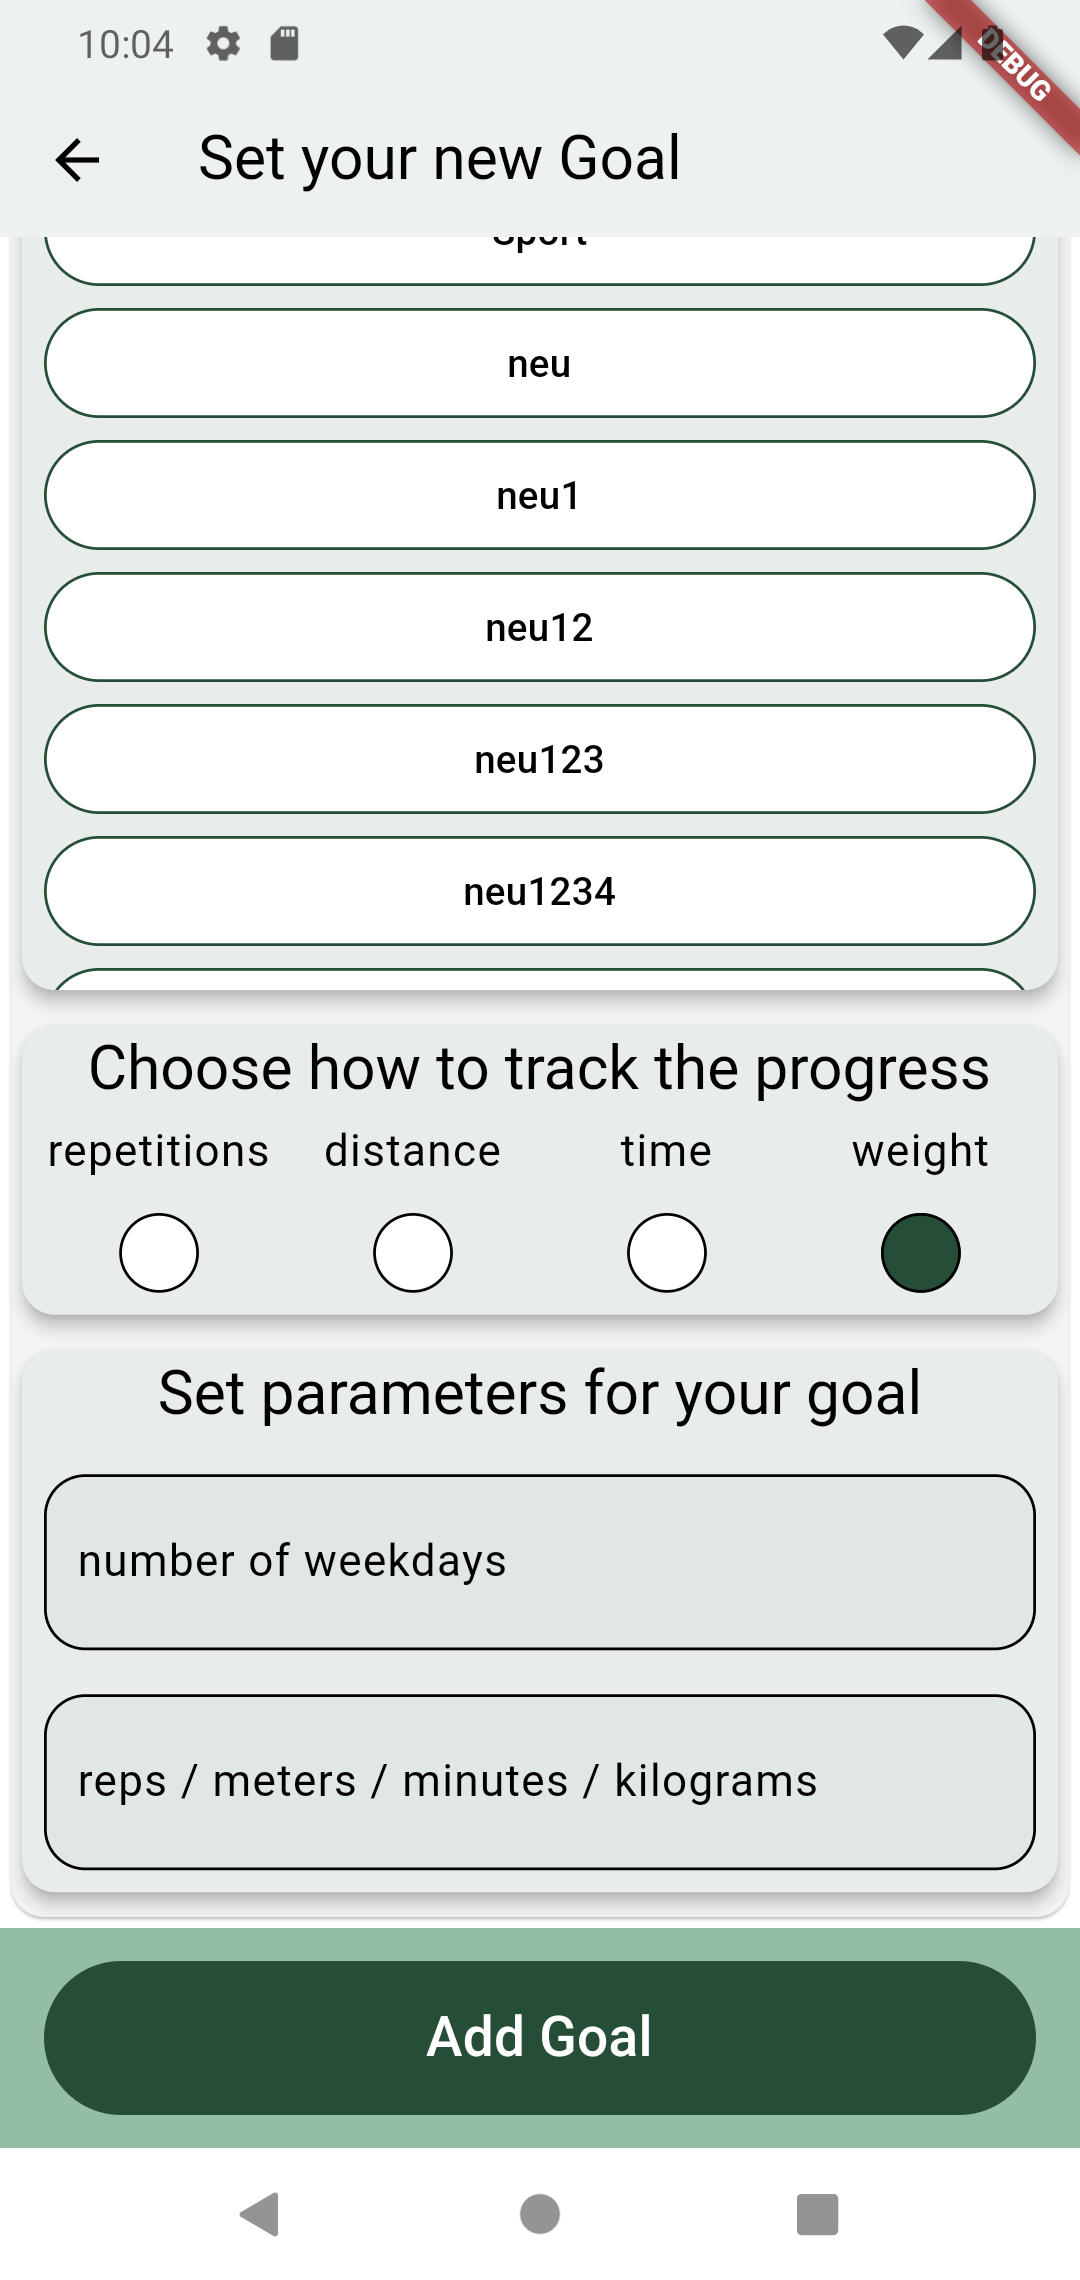 10:04
DEBUG
Set your new Goal
Sport
neu
neu1
neu12
neu123
neu1234
Choose how to track the progress
repetitions distance time weight
Set parameters for your goal
number of weekdays
reps / meters / minutes / kilograms
Add Goal